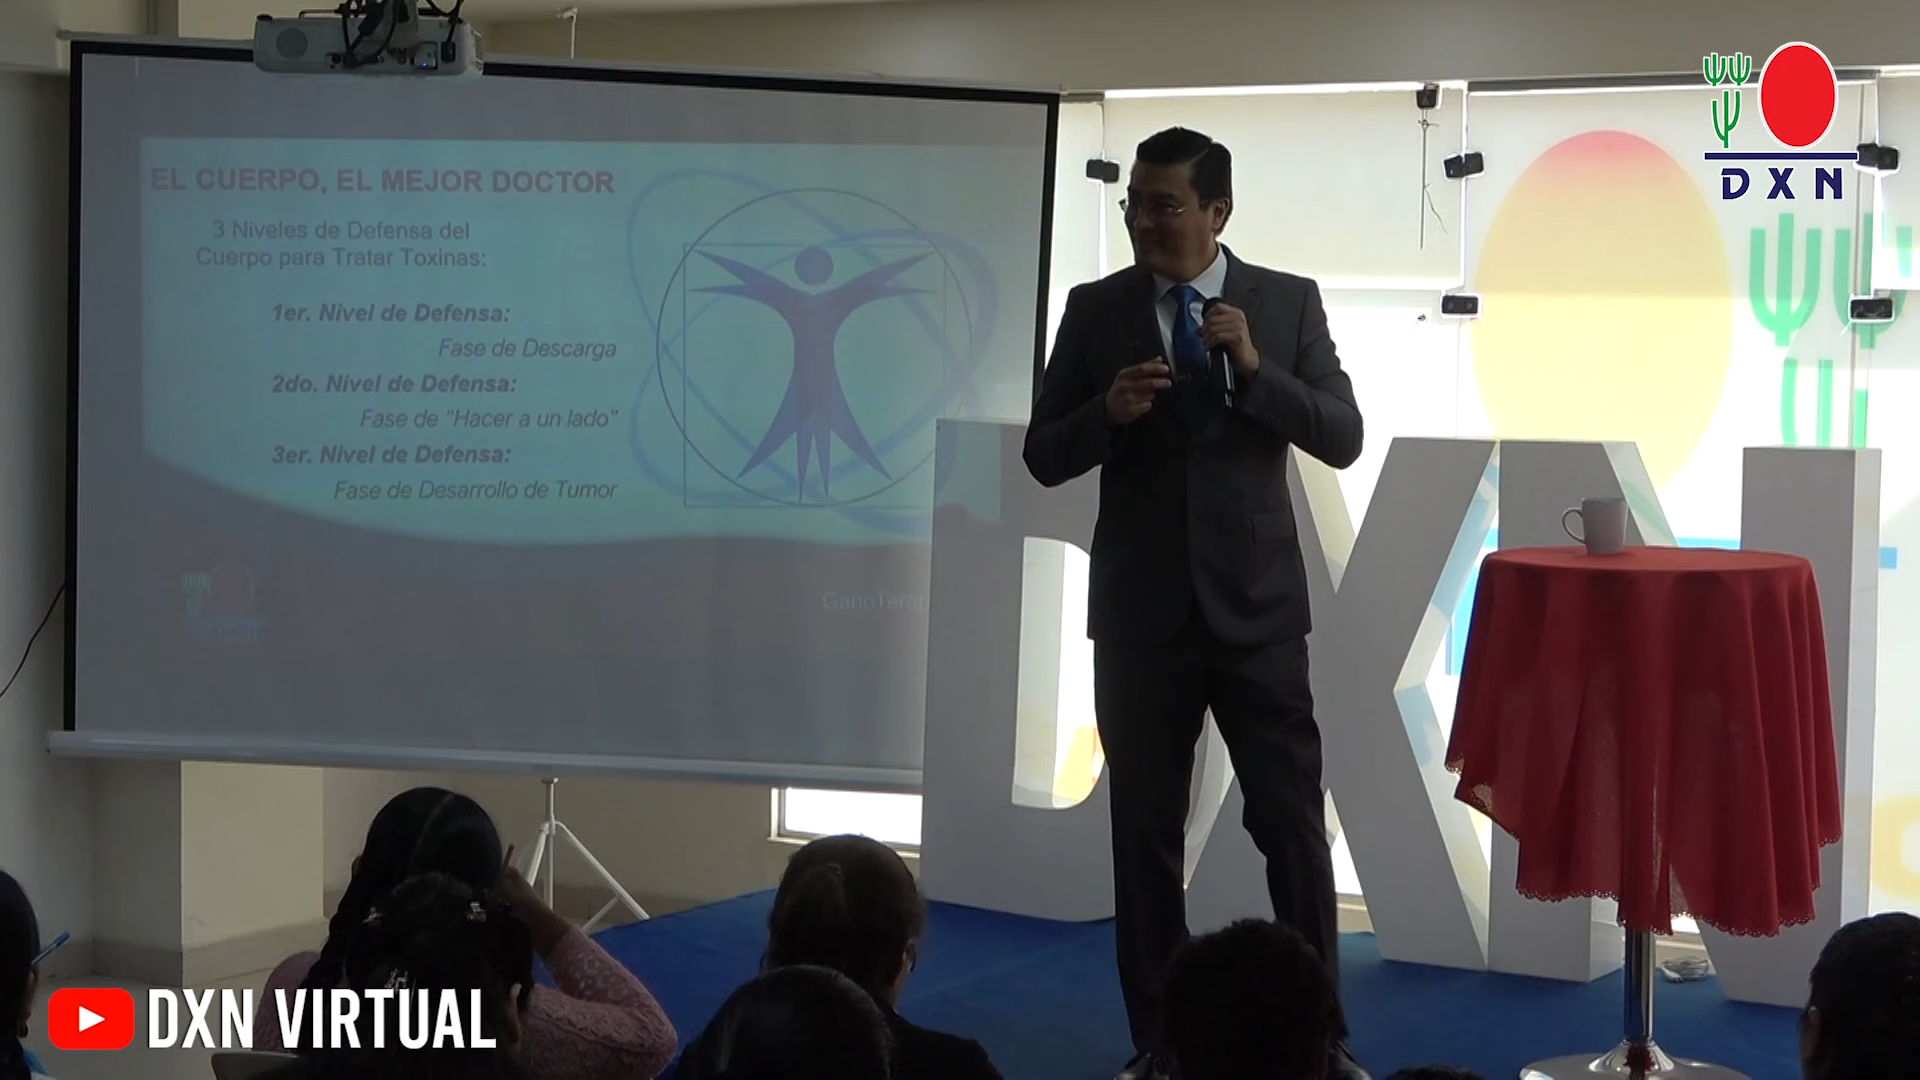 EL CUERPO, EL MEJOR DOCTOR
3 Niveles de Defensa del
Cuerpo para Tratar Toxinas:
1er. Nivel de Defensa:
Fase de Descarga
2do. Nivel de Defensa:
Fase de "Hacer a un lado"
3er. Nivel de Defensa:
Fase de Desarrollo de Tumor
GanoTerap
DXN
DXN
DXN VIRTUAL